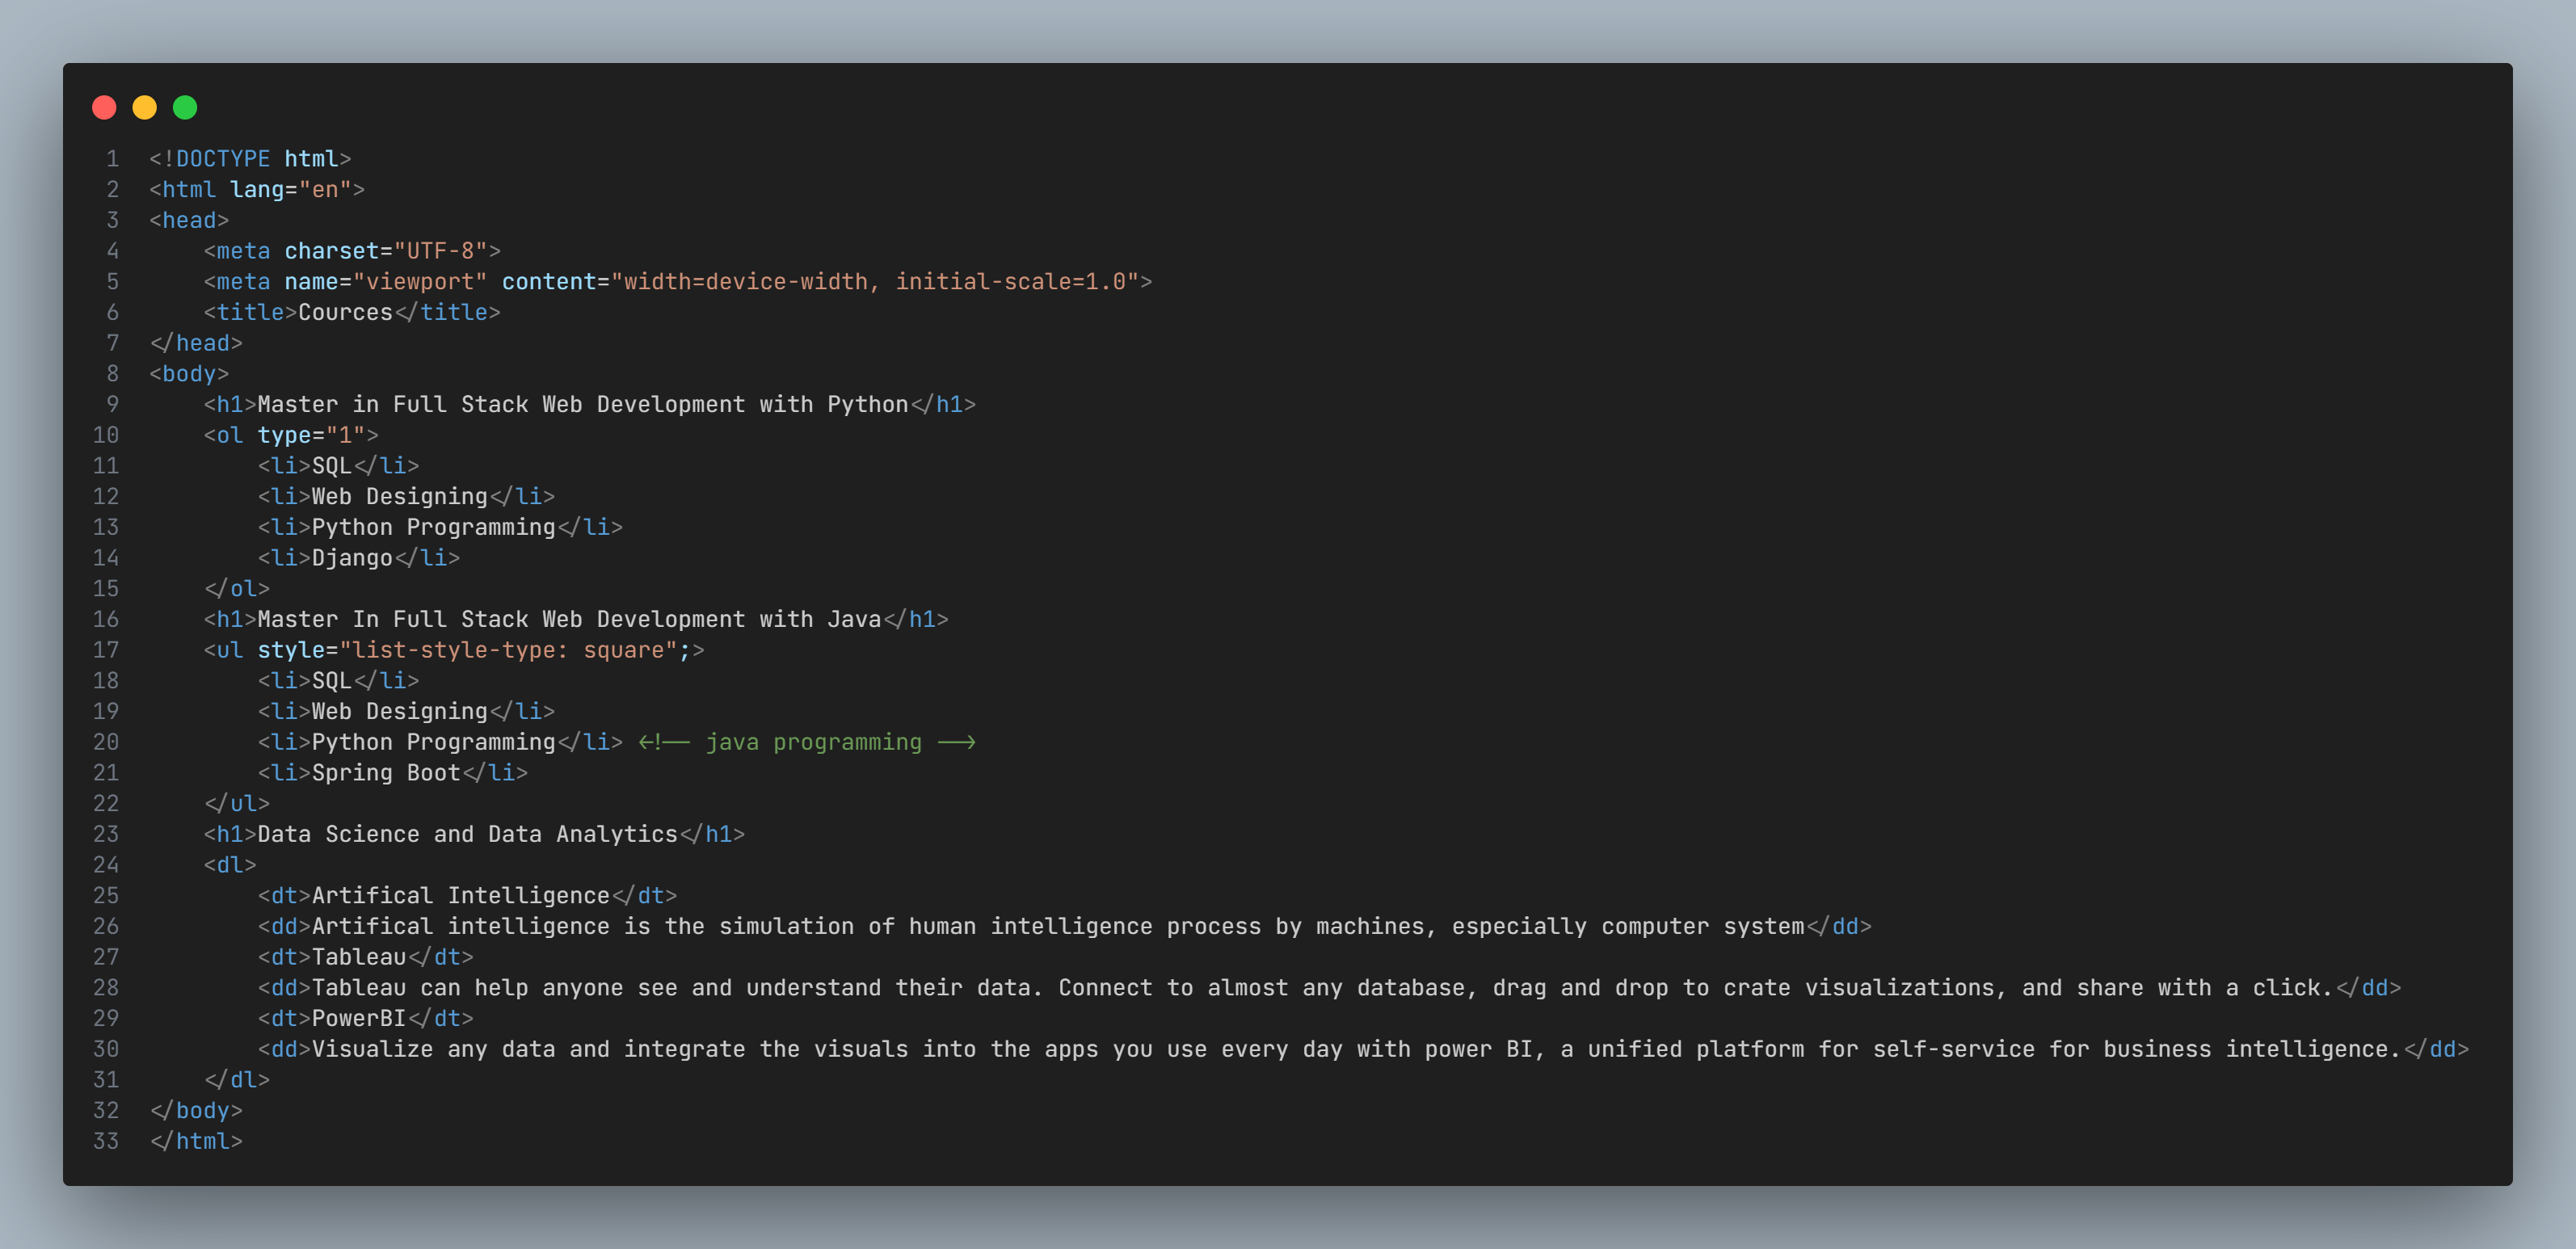 1 <!DOCTYPE html>
2 <html lang="en">
3 <head>
4     <meta charset="UTF-8">
5     <meta name="viewport" content="width=device-width, initial-scale=1.0">
6     <title>Cources</title>
7 </head>
8 <body>
9     <h1>Master in Full Stack Web Development with Python</h1>
10     <ol type="1">
11         <li>SQL</li>
12         <li>Web Designing</li>
13         <li>Python Programming</li>
14         <li>Django</li>
15     </ol>
16     <h1>Master In Full Stack Web Development with Java</h1>
17     <ul style="list-style-type: square";>
18         <li>SQL</li>
19         <li>Web Designing</li>
20         <li>Python Programming</li> <!-- java programming -->
21         <li>Spring Boot</li>
22     </ul>
23     <h1>Data Science and Data Analytics</h1>
24     <dl>
25         <dt>Artifical Intelligence</dt>
26         <dd>Artifical intelligence is the simulation of human intelligence process by machines, especially computer system</dd>
27         <dt>Tableau</dt>
28         <dd>Tableau can help anyone see and understand their data. Connect to almost any database, drag and drop to crate visualizations, and share with a click.</dd>
29         <dt>PowerBI</dt>
30         <dd>Visualize any data and integrate the visuals into the apps you use every day with power BI, a unified platform for self-service for business intelligence.</dd>
31     </dl>
32 </body>
33 </html>